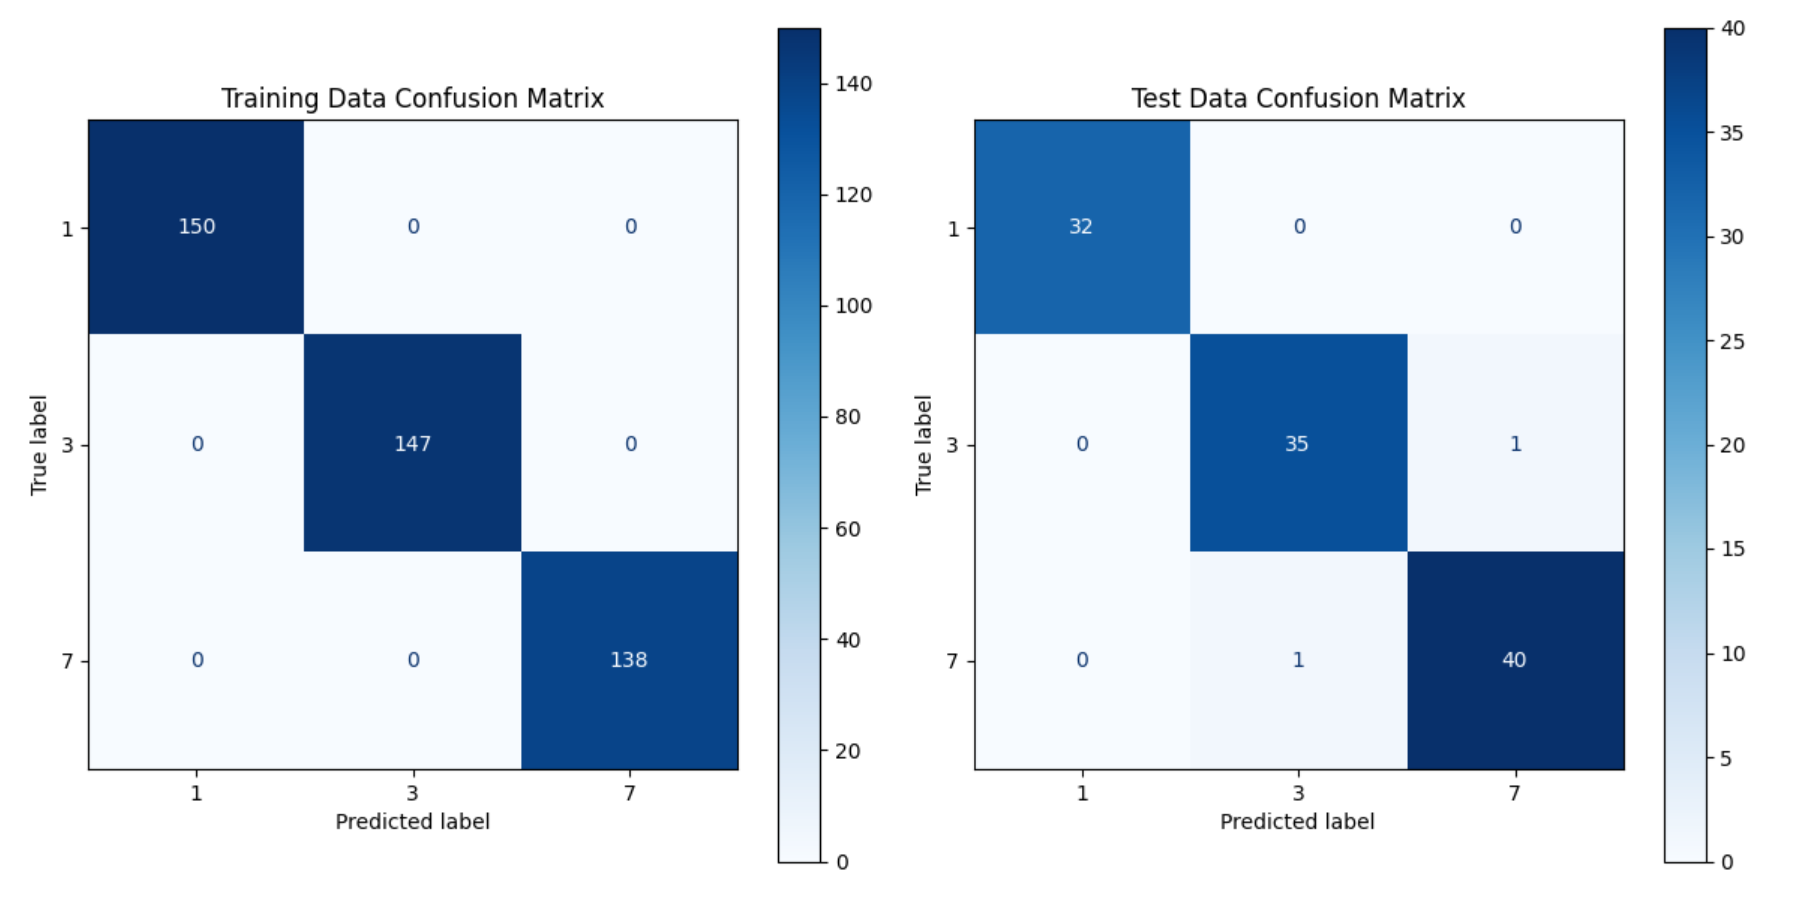 Training Data Confusion Matrix
1
150 0 0
3
0 147 0
7
0 0 138
1 3 7
Predicted label
True label
140
120
100
80
60
40
20
0
Test Data Confusion Matrix
1
32 0 0
3
0 35 1
7
0 1 40
1 3 7
Predicted label
True label
40
35
30
25
20
15
10
5
0